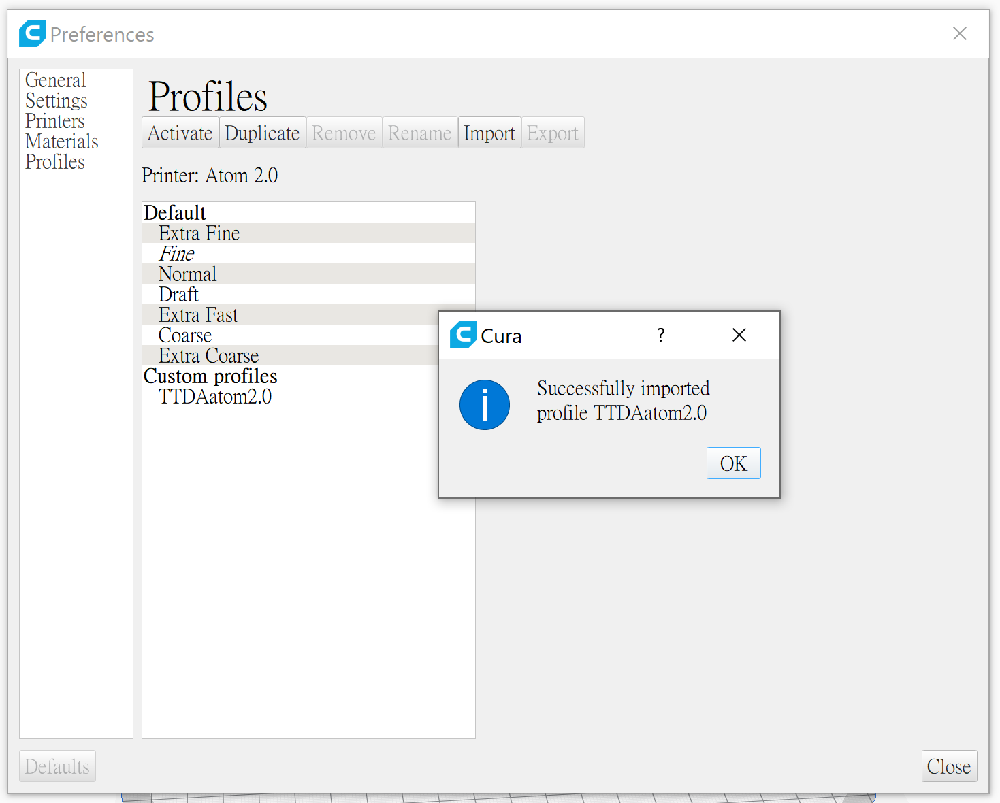 Preferences
General
Settings
Printers
Materials
Profiles
Profiles
Activate Duplicate Remove Rename Import Export
Printer: Atom 2.0
Default
Extra Fine
Fine
Normal
Draft
Extra Fast
Coarse
Extra Coarse
Custom profiles
TTDAatom2.0
Cura ?
Successfully imported
profile TTDAatom2.0
OK
Defaults
Close